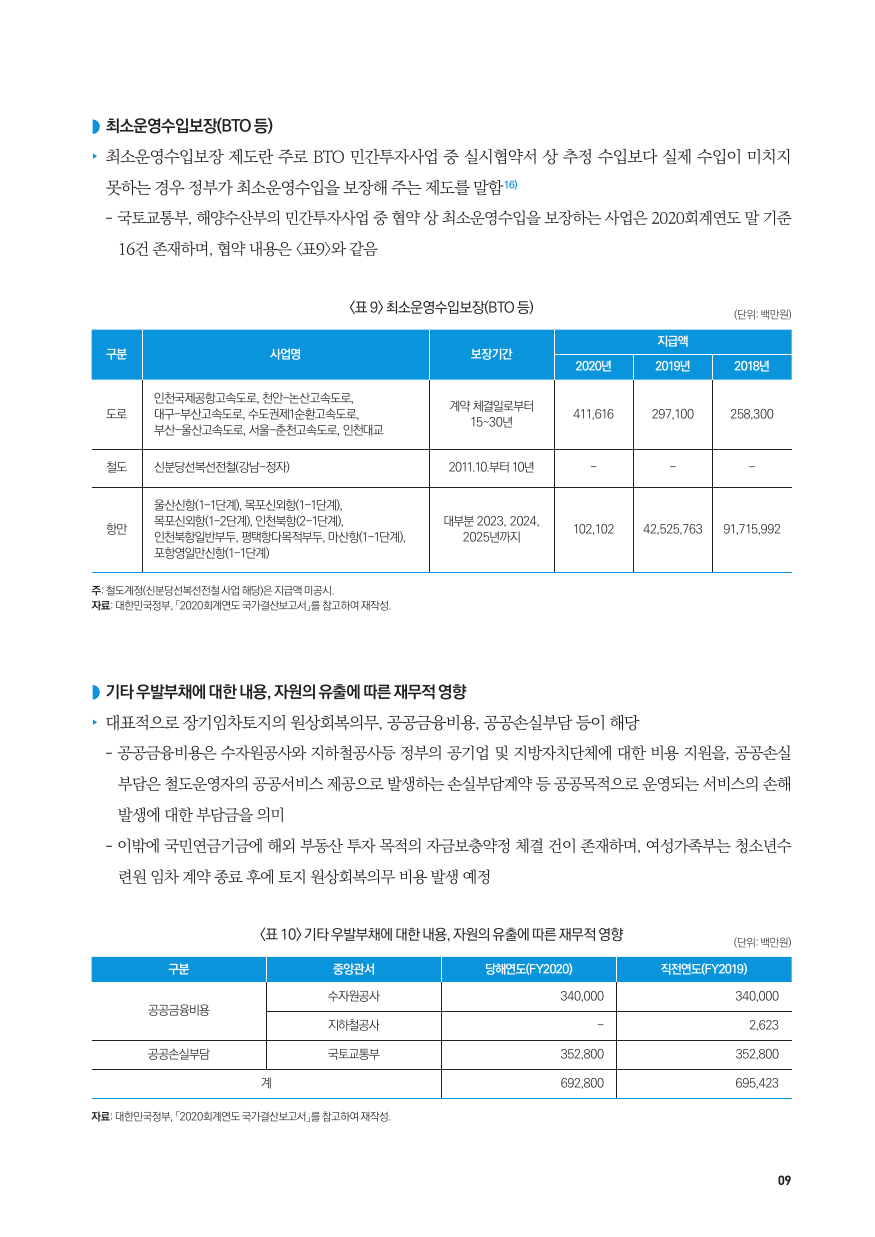 최소운영수입보장(BTO 등)
최소운영수입보장 제도란 주로 BTO 민간투자사업 중 실시협약서 상 추정 수입보다 실제 수입이 미치지
못하는 경우 정부가 최소운영수입을 보장해 주는 제도를 말함16)
- 국토교통부, 해양수산부의 민간투자사업 중 협약 상 최소운영수입을 보장하는 사업은 2020회계연도 말 기준
16건 존재하며, 협약 내용은 〈표9〉와 같음
〈표 9〉 최소운영수입보장(BTO 등)
(단위: 백만원)
구분 사업명 보장기간 지급액
2020년 2019년 2018년
도로 인천국제공항고속도로, 천안-논산고속도로,
대구-부산고속도로, 수도권제1순환고속도로,
부산-울산고속도로, 서울-춘천고속도로, 인천대교
계약 체결일로부터
15~30년
411,616 297,100 258,300
철도 신분당선복선전철(강남-정자) 2011.10.부터 10년 - - -
항만 울산신항(1-1단계), 목포신외항(1-1단계),
목포신외항(1-2단계), 인천북항(2-1단계),
인천북항일반부두, 평택항다목적부두, 마산항(1-1단계),
포항영일만신항(1-1단계)
대부분 2023, 2024,
2025년까지
102,102 42,525,763 91,715,992
주: 철도계정(신분당선복선전철 사업 해당)은 지급액 미공시.
자료: 대한민국정부, 「2020회계연도 국가결산보고서」를 참고하여 재작성.
기타 우발부채에 대한 내용, 자원의 유출에 따른 재무적 영향
대표적으로 장기임차토지의 원상회복의무, 공공금융비용, 공공손실부담 등이 해당
- 공공금융비용은 수자원공사와 지하철공사등 정부의 공기업 및 지방자치단체에 대한 비용 지원을, 공공손실
부담은 철도운영자의 공공서비스 제공으로 발생하는 손실부담계약 등 공공목적으로 운영되는 서비스의 손해
발생에 대한 부담금을 의미
- 이밖에 국민연금기금에 해외 부동산 투자 목적의 자금보충약정 체결 건이 존재하며, 여성가족부는 청소년수
련원 임차 계약 종료 후에 토지 원상회복의무 비용 발생 예정
〈표 10〉 기타 우발부채에 대한 내용, 자원의 유출에 따른 재무적 영향
(단위: 백만원)
구분 중앙관서 당해연도(FY2020) 직전연도(FY2019)
공공금융비용 수자원공사 340,000 340,000
지하철공사 - 2,623
공공손실부담 국토교통부 352,800 352,800
계 692,800 695,423
자료: 대한민국정부, 「2020회계연도 국가결산보고서」를 참고하여 재작성.
09